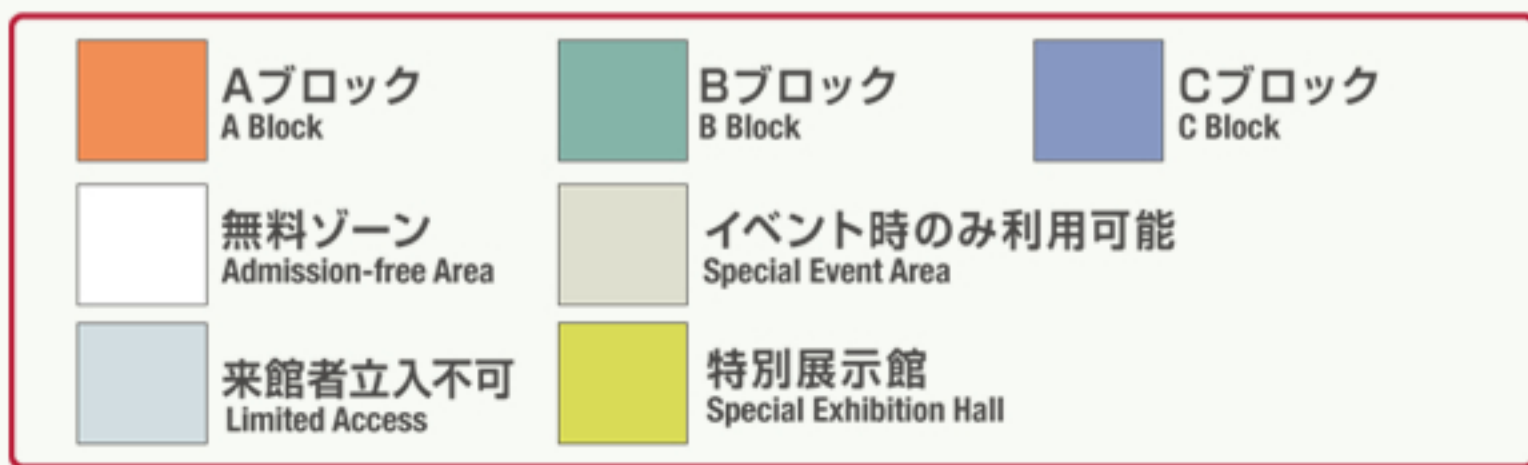 Aブロック
A Block
Bブロック
B Block
Cブロック
C Block
無料ゾーン
Admission-free Area
イベント時のみ利用可能
Special Event Area
来館者立入不可
Limited Access
特別展示館
Special Exhibition Hall